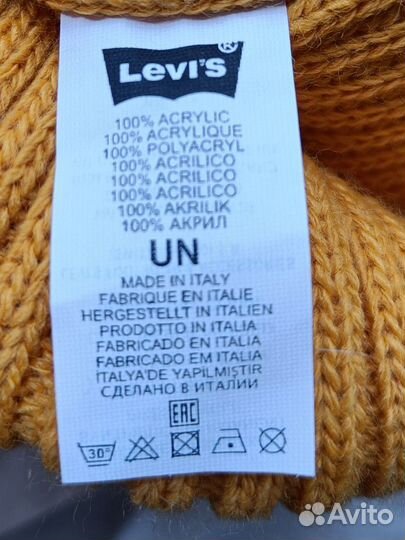 LEVI'S®
100% ACRYLIC
100% ACRYLIQUE
100% POLYACRYL
100% ACRILICO
100% ACRILICO
100% ACRILICO
100% AKRILIK
100% АКРИЛ
UN
MADE IN ITALY
FABRIQUE EN ITALIE
HERGESTELLT IN ITALIEN
PRODOTTO IN ITALIA
FABRICADO EN ITALIA
FABRICADO EM ITALIA
ITALYA'DE YAPILMIŞTIR
СДЕЛАНО В ИТАЛИИ
EAC
30°
Avito